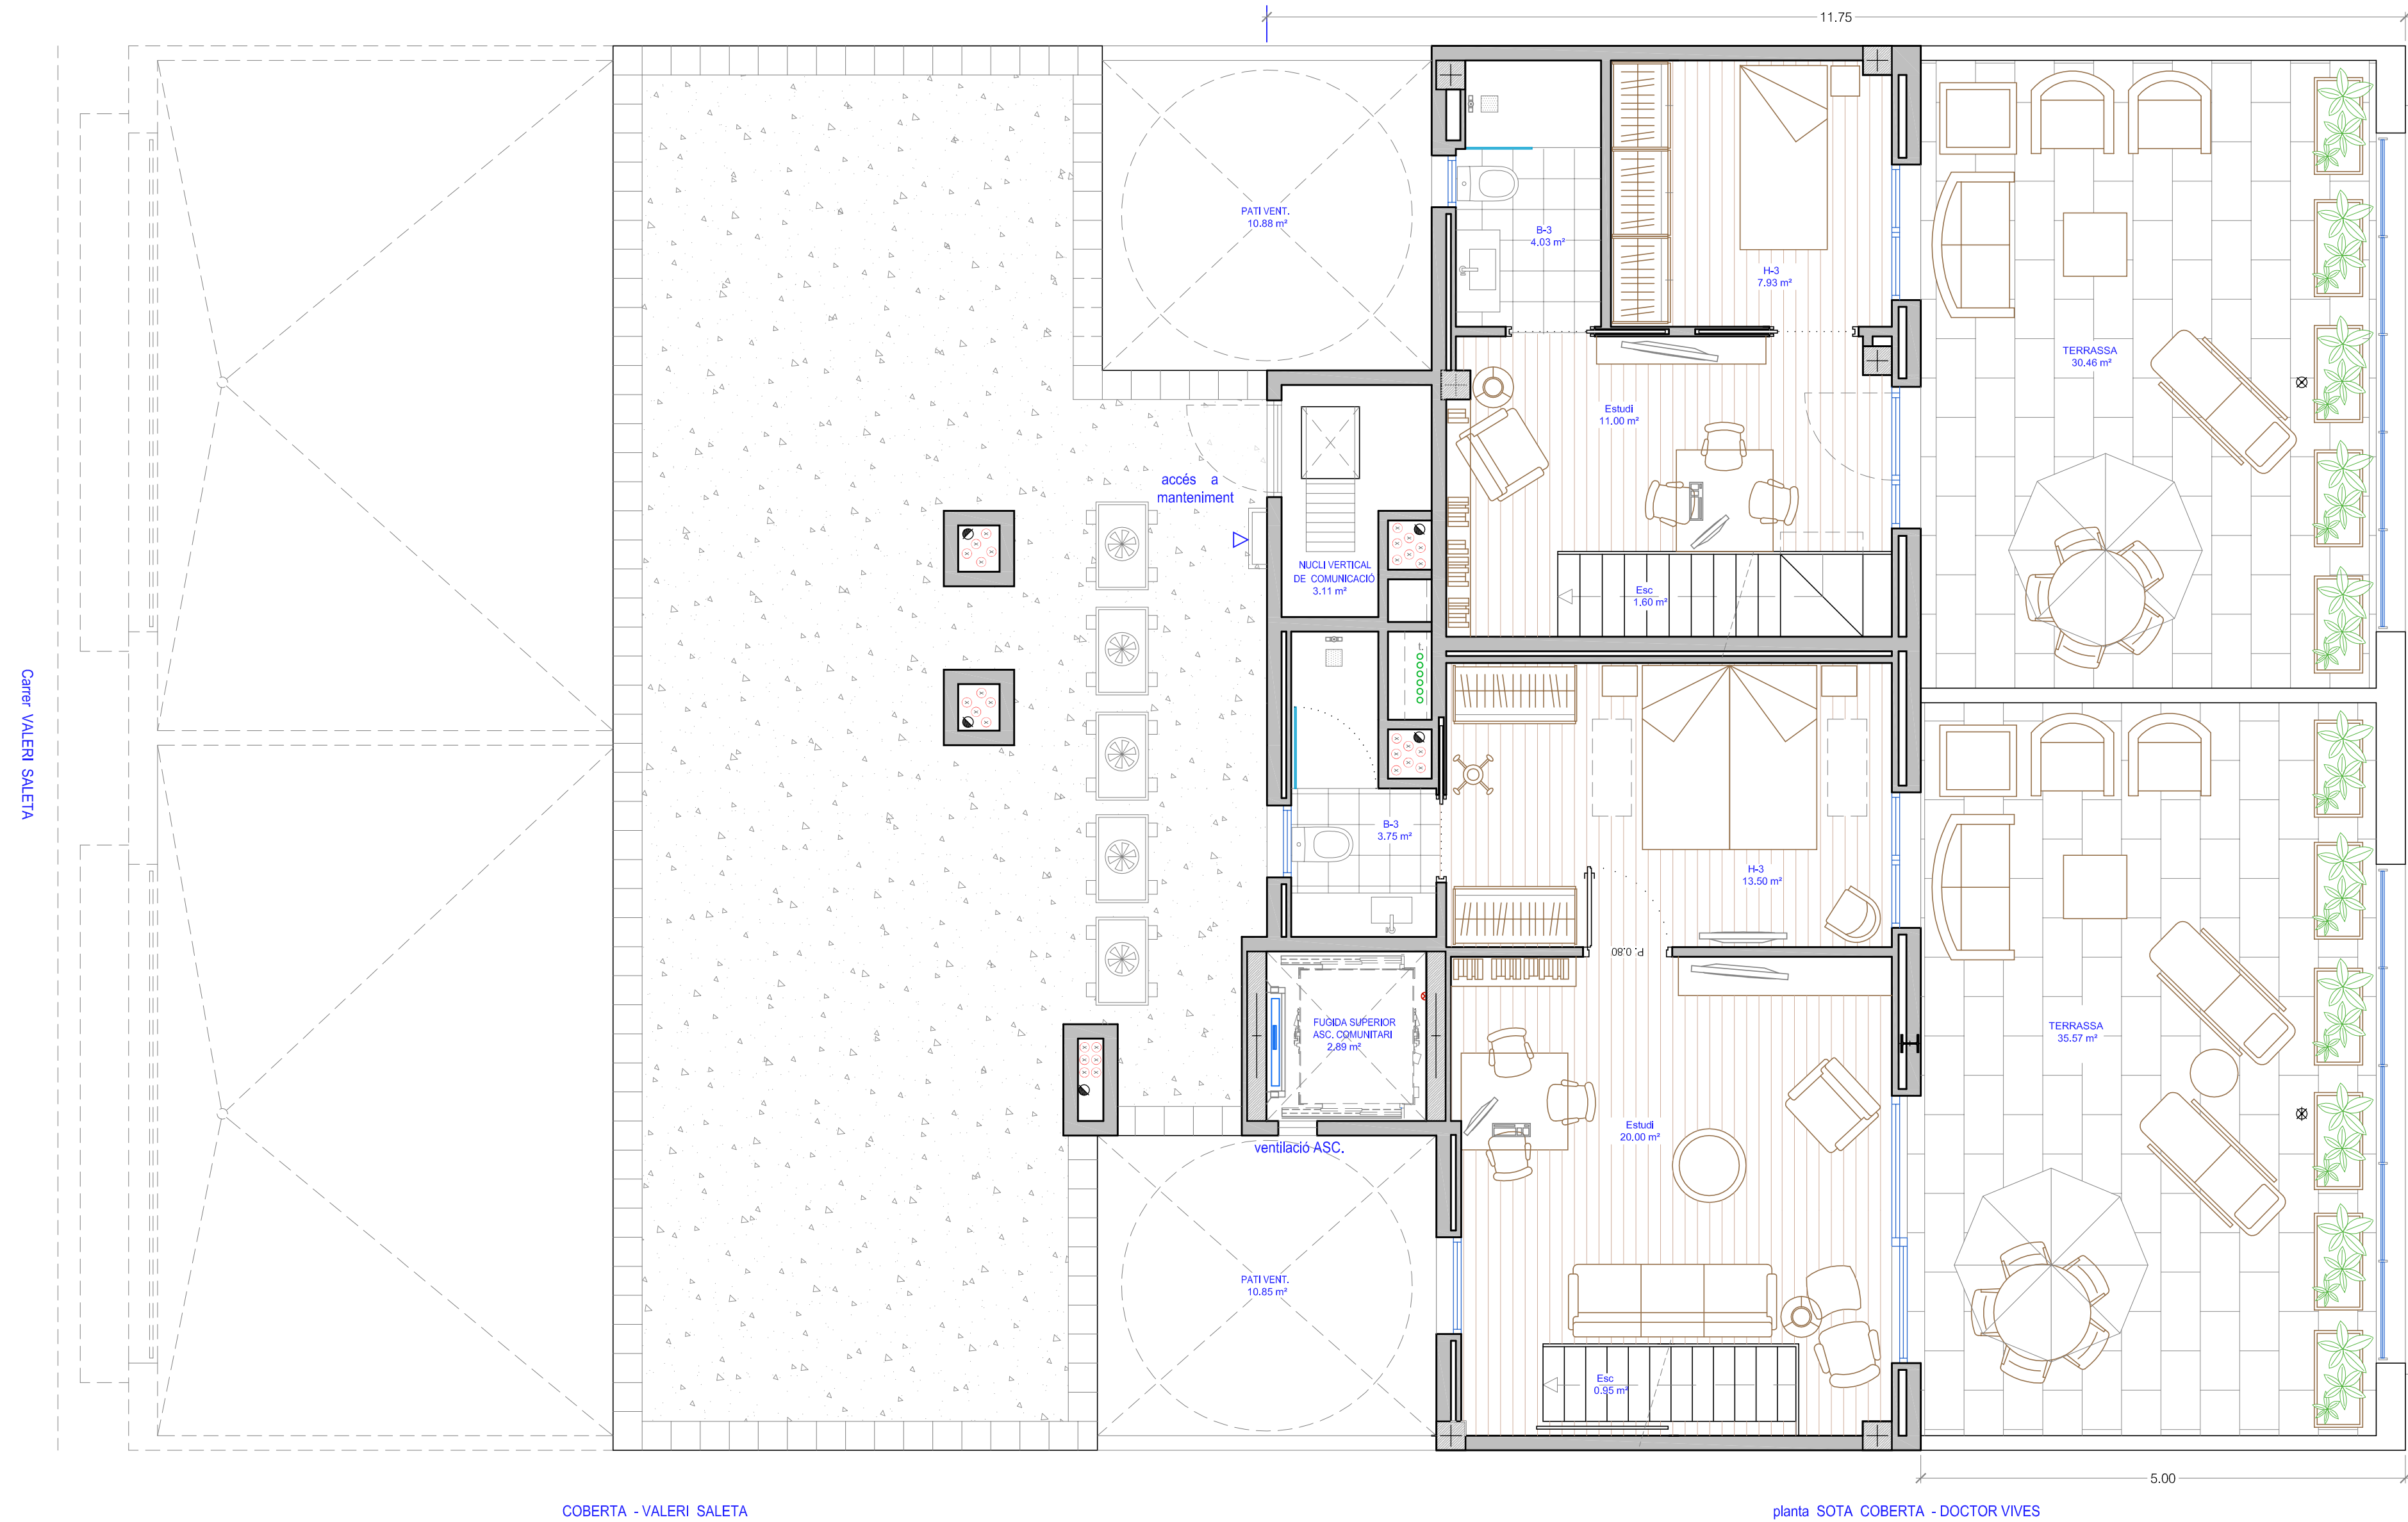 11.75
PATI VENT.
10.88 m²
B-3
4.03 m²
H-3
7.93 m²
TERRASSA
30.46 m²
Estudi
11.00 m²
accés a
manteniment
NUCLI VERTICAL
DE COMUNICACIÓ
3.11 m²
Esc
1.60 m²
Carrer VALERI SALETA
B-3
3.75 m²
H-3
13.50 m²
P. 0.80
FUGIDA SUPERIOR
ASC. COMUNITARI
2.89 m²
TERRASSA
35.57 m²
Estudi
20.00 m²
ventilació ASC.
PATI VENT.
10.85 m²
Esc
0.95 m²
5.00
COBERTA - VALERI SALETA
planta SOTA COBERTA - DOCTOR VIVES